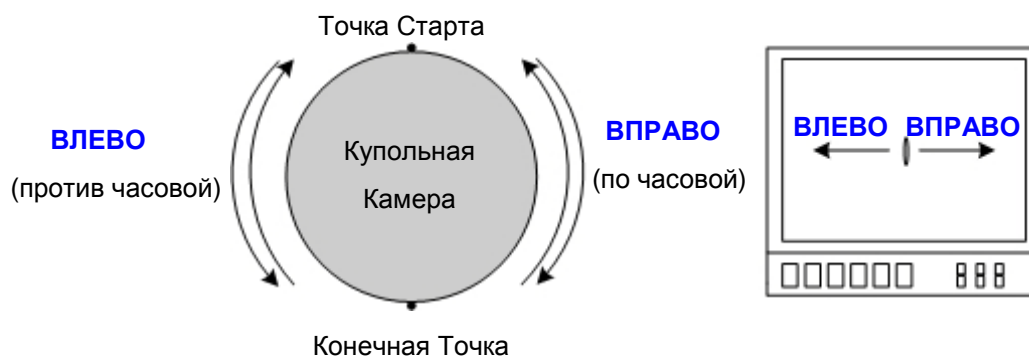 Точка Старта
ВЛЕВО
(против часовой)
Купольная
Камера
ВПРАВО
(по часовой)
ВЛЕВО ВПРАВО
Конечная Точка